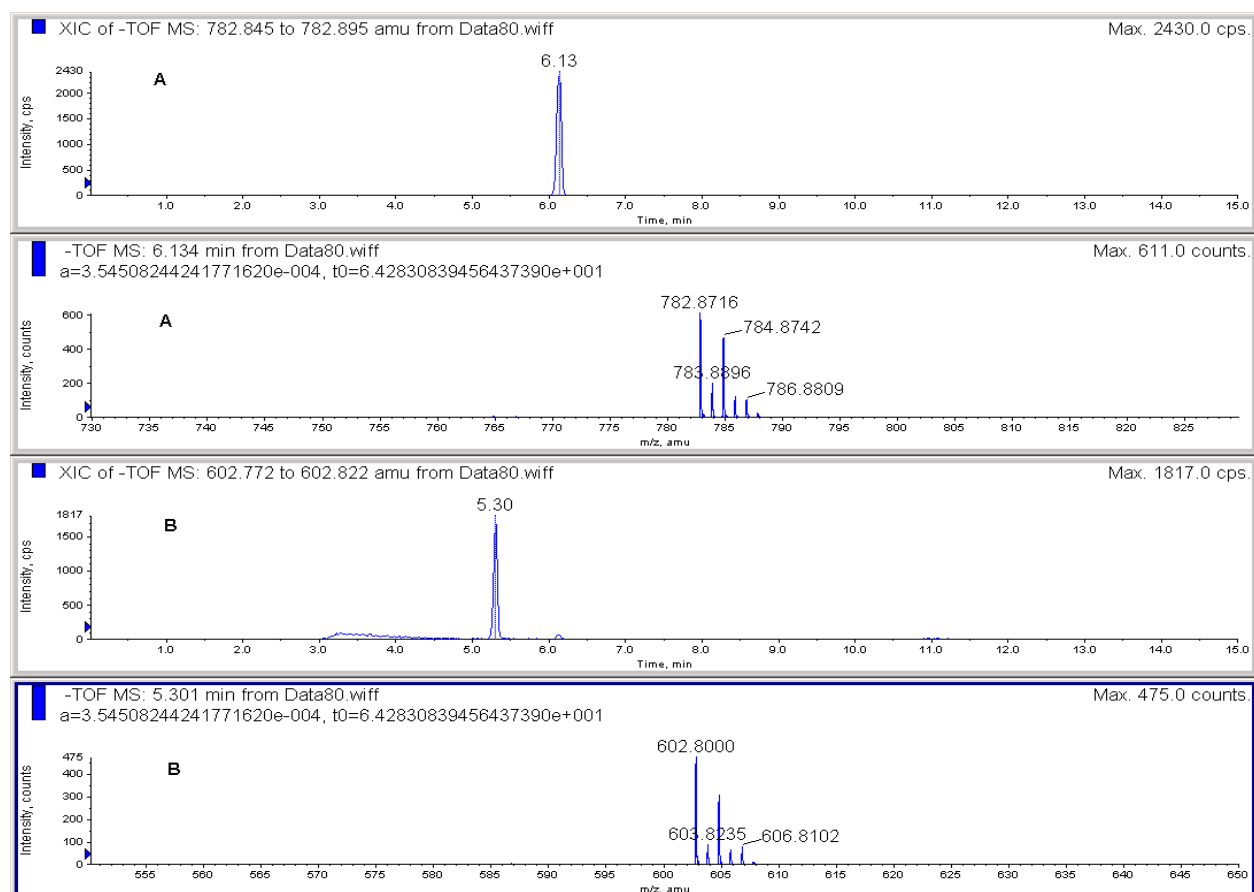 XIC of -TOF MS: 782.845 to 782.895 amu from Data80.wiff Max. 2430.0 cps.
6.13
A
Intensity, cps
2430
2000
1500
1000
500
0
1.0 2.0 3.0 4.0 5.0 6.0 7.0 8.0 9.0 10.0 11.0 12.0 13.0 14.0 15.0
Time, min
-TOF MS: 6.134 min from Data80.wiff Max. 611.0 counts.
a=3.54508244241771620e-004, t0=6.42830839456437390e+001
782.8716
784.8742
783.8896
786.8809
A
Intensity, counts
600
400
200
0
730 735 740 745 750 755 760 765 770 775 780 785 790 795 800 805 810 815 820 825
m/z, amu
XIC of -TOF MS: 602.772 to 602.822 amu from Data80.wiff Max. 1817.0 cps.
5.30
B
Intensity, cps
1817
1500
1000
500
0
1.0 2.0 3.0 4.0 5.0 6.0 7.0 8.0 9.0 10.0 11.0 12.0 13.0 14.0 15.0
Time, min
-TOF MS: 5.301 min from Data80.wiff Max. 475.0 counts.
a=3.54508244241771620e-004, t0=6.42830839456437390e+001
602.8000
603.8235
606.8102
B
Intensity, counts
475
400
300
200
100
0
555 560 565 570 575 580 585 590 595 600 605 610 615 620 625 630 635 640 645 650
m/z, amu